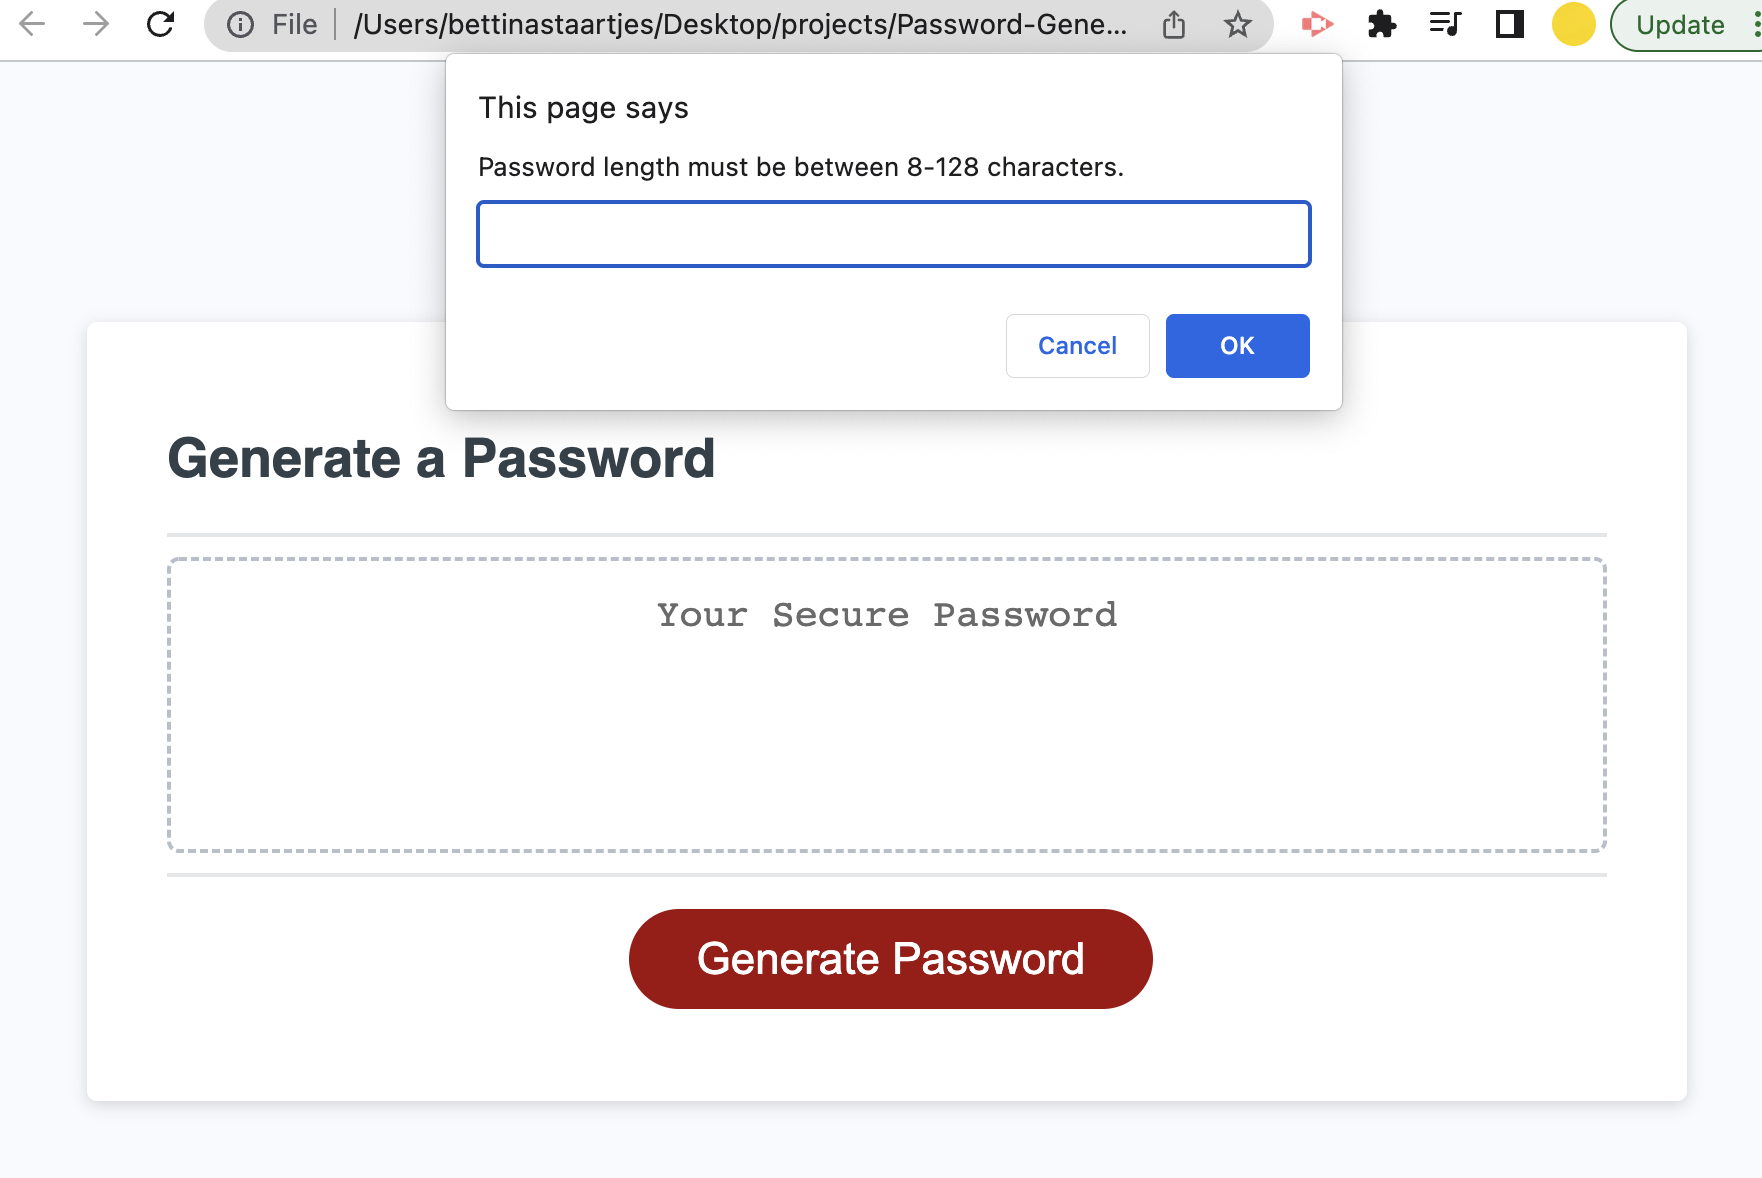 File /Users/bettinastaartjes/Desktop/projects/Password-Gene... Update
This page says
Password length must be between 8-128 characters.
Cancel OK
Generate a Password
Your Secure Password
Generate Password